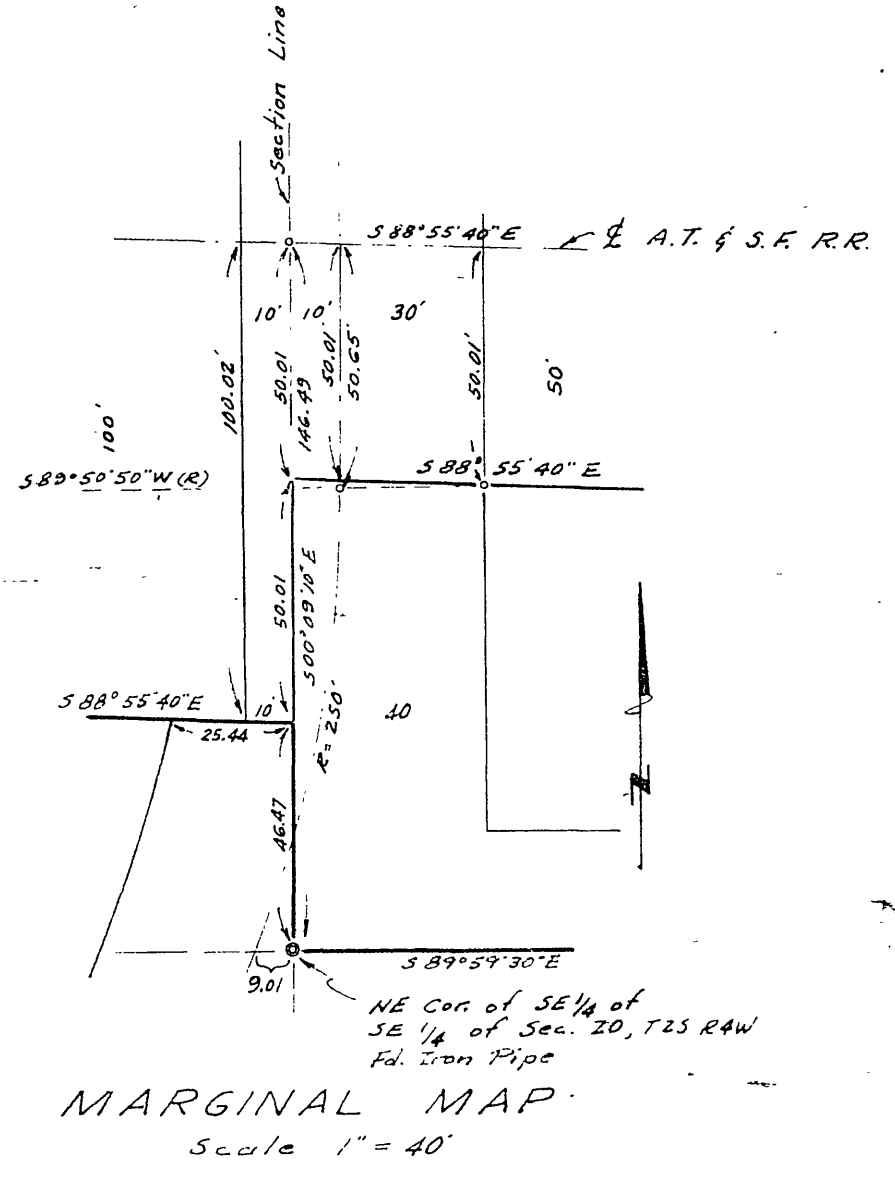 Section Line
S 88° 55' 40" E
℄ A.T. & S.F. R.R.
10' 10' 30'
100.02'
50.01
146.49
50.01'
50.65'
50.01'
50'
100'
S 89° 50' 50" W (R)
S 88° 55' 40" E
50.01
S 00° 09' 10" E
R = 250'
S 88° 55' 40" E
10'
25.44
40
46.47
N
S 89° 59' 30" E
9.01
NE Cor. of SE 1/4 of
SE 1/4 of Sec. 20, T2S R4W
Fd. Iron Pipe
MARGINAL MAP
Scale 1" = 40'